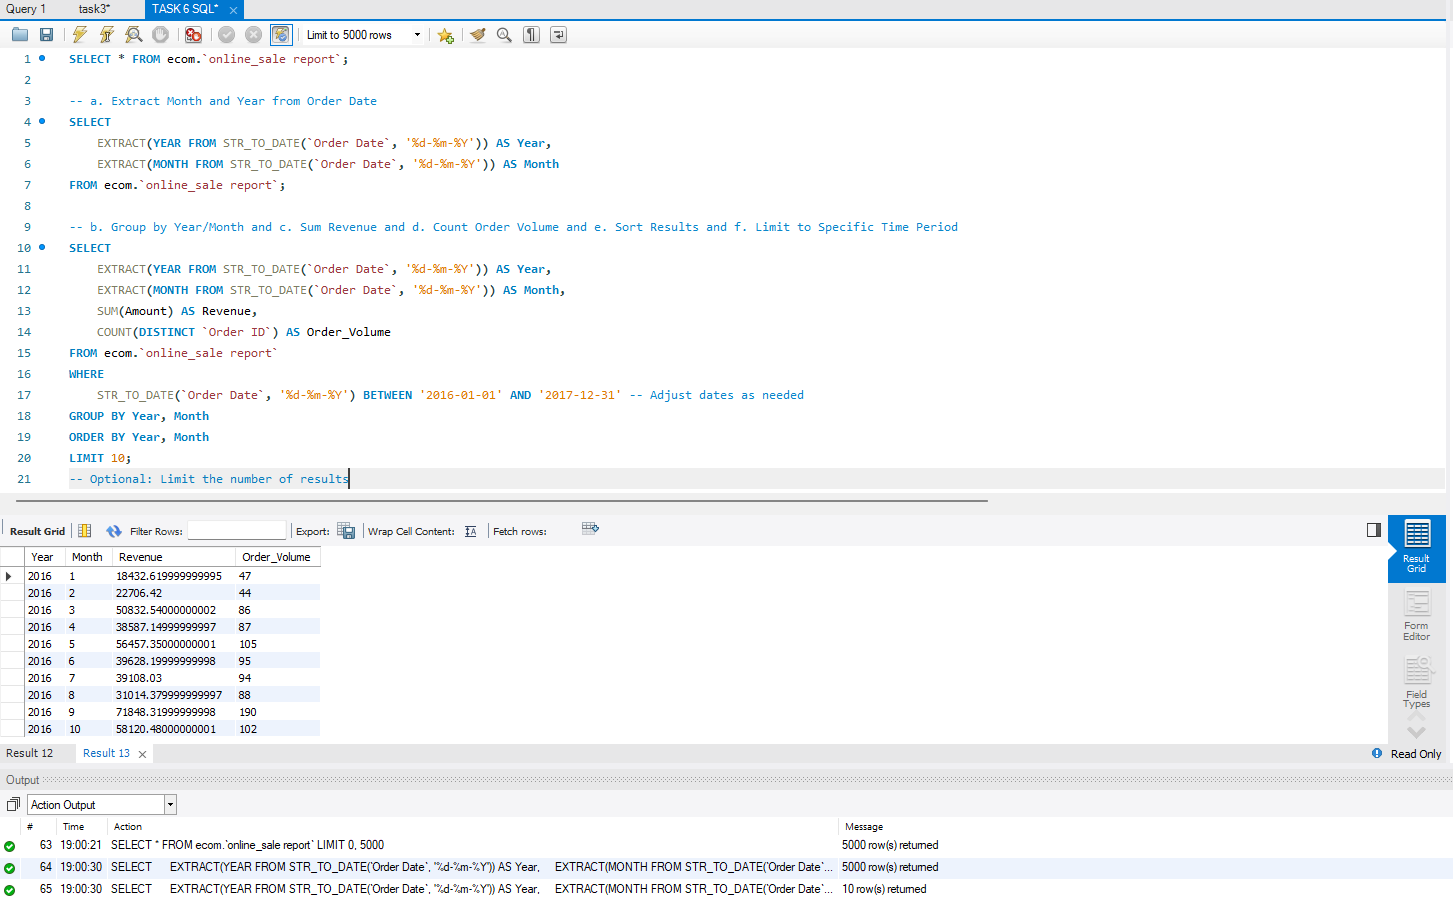 Query 1 task3* TASK 6 SQL*
Limit to 5000 rows
1 SELECT * FROM ecom.`online_sale report`;
2
3 -- a. Extract Month and Year from Order Date
4 SELECT
5 EXTRACT(YEAR FROM STR_TO_DATE(`Order Date`, '%d-%m-%Y')) AS Year,
6 EXTRACT(MONTH FROM STR_TO_DATE(`Order Date`, '%d-%m-%Y')) AS Month
7 FROM ecom.`online_sale report`;
8
9 -- b. Group by Year/Month and c. Sum Revenue and d. Count Order Volume and e. Sort Results and f. Limit to Specific Time Period
10 SELECT
11 EXTRACT(YEAR FROM STR_TO_DATE(`Order Date`, '%d-%m-%Y')) AS Year,
12 EXTRACT(MONTH FROM STR_TO_DATE(`Order Date`, '%d-%m-%Y')) AS Month,
13 SUM(Amount) AS Revenue,
14 COUNT(DISTINCT `Order ID`) AS Order_Volume
15 FROM ecom.`online_sale report`
16 WHERE
17 STR_TO_DATE(`Order Date`, '%d-%m-%Y') BETWEEN '2016-01-01' AND '2017-12-31' -- Adjust dates as needed
18 GROUP BY Year, Month
19 ORDER BY Year, Month
20 LIMIT 10;
21 -- Optional: Limit the number of results
Result Grid Filter Rows: Export: Wrap Cell Content: Fetch rows:
Year Month Revenue Order_Volume
2016 1 18432.619999999995 47
2016 2 22706.42 44
2016 3 50832.54000000002 86
2016 4 38587.14999999997 87
2016 5 56457.35000000001 105
2016 6 39628.19999999998 95
2016 7 39108.03 94
2016 8 31014.379999999997 88
2016 9 71848.31999999998 190
2016 10 58120.48000000001 102
Result Grid
Form Editor
Field Types
Result 12 Result 13 Read Only
Output
Action Output
# Time Action Message
63 19:00:21 SELECT * FROM ecom.`online_sale report` LIMIT 0, 5000 5000 row(s) returned
64 19:00:30 SELECT EXTRACT(YEAR FROM STR_TO_DATE(`Order Date`, '%d-%m-%Y')) AS Year, EXTRACT(MONTH FROM STR_TO_DATE(`Order Date`... 5000 row(s) returned
65 19:00:30 SELECT EXTRACT(YEAR FROM STR_TO_DATE(`Order Date`, '%d-%m-%Y')) AS Year, EXTRACT(MONTH FROM STR_TO_DATE(`Order Date`... 10 row(s) returned